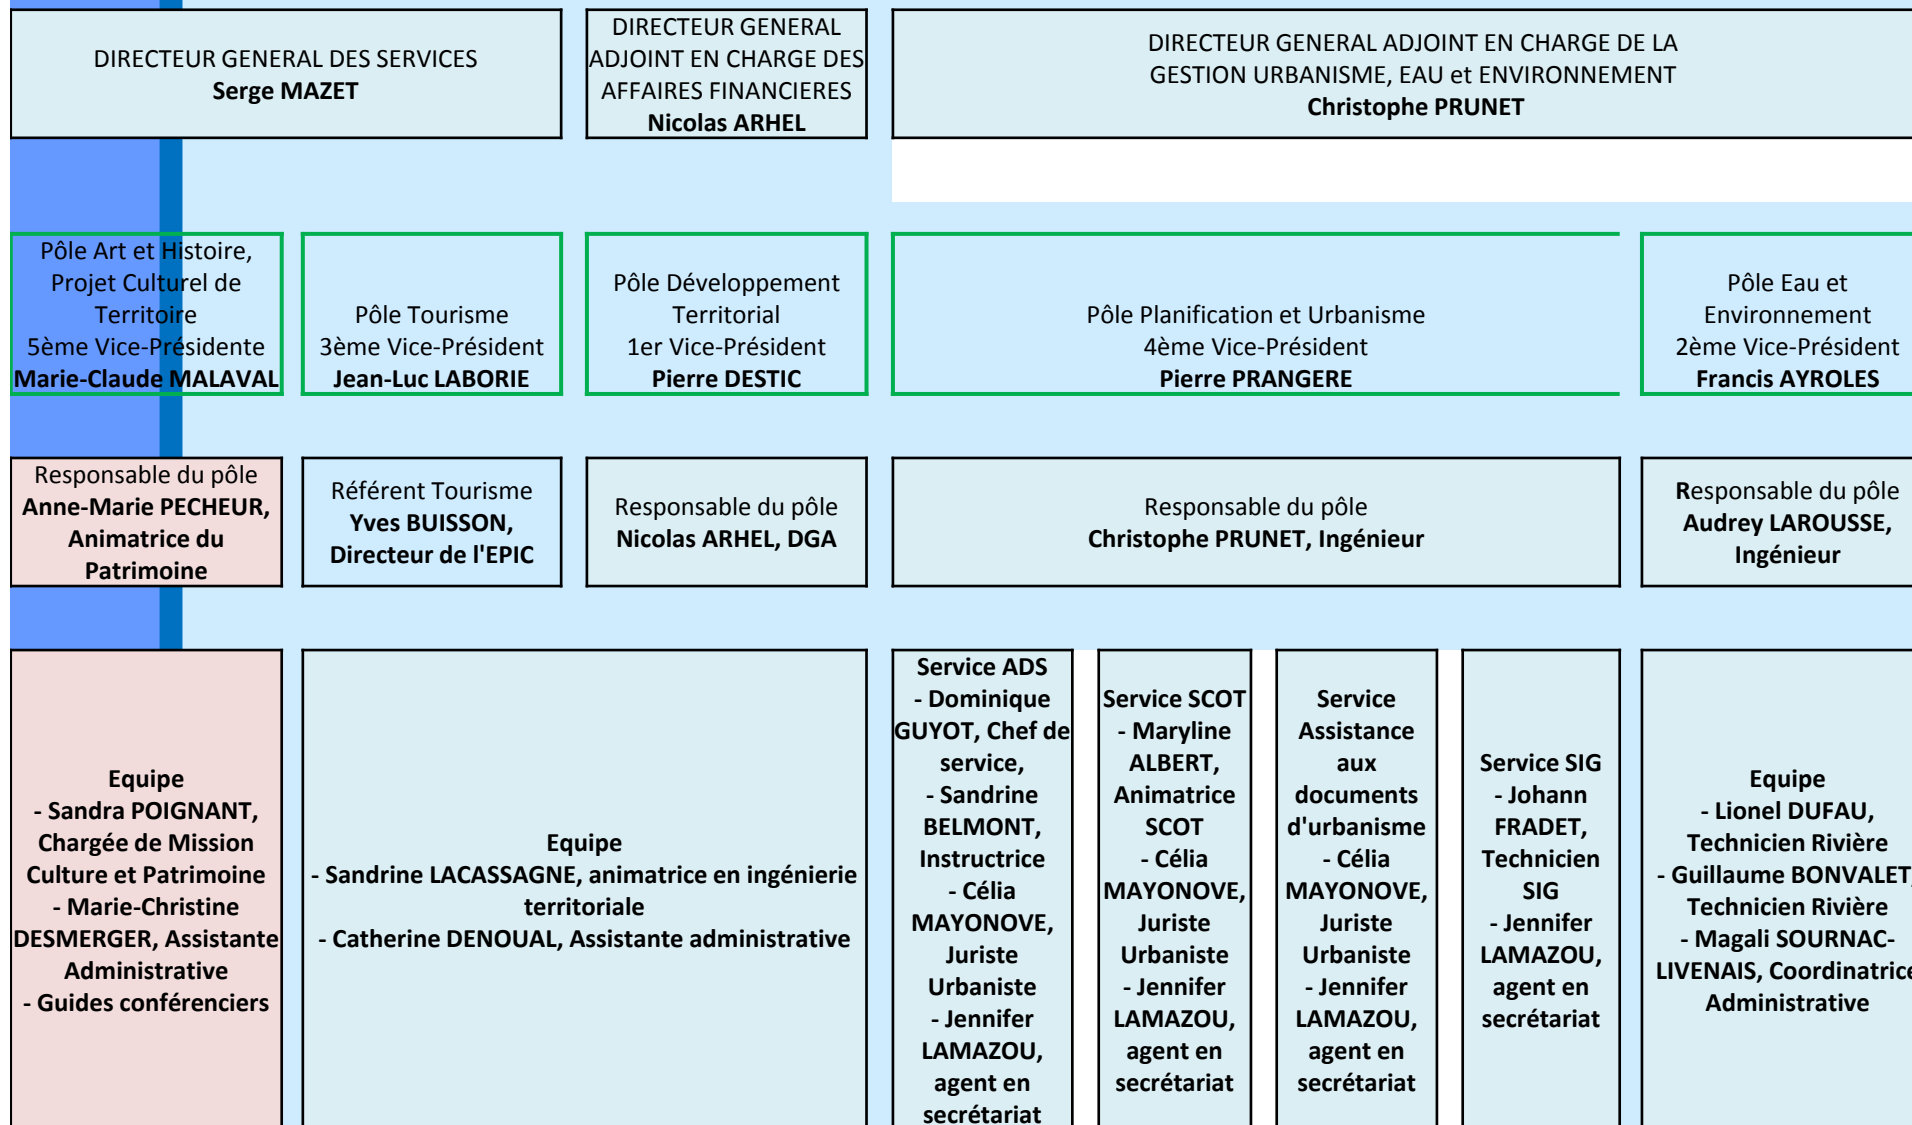 DIRECTEUR GENERAL DES SERVICES
Serge MAZET
DIRECTEUR GENERAL
ADJOINT EN CHARGE DES
AFFAIRES FINANCIERES
Nicolas ARHEL
DIRECTEUR GENERAL ADJOINT EN CHARGE DE LA
GESTION URBANISME, EAU et ENVIRONNEMENT
Christophe PRUNET
Pôle Art et Histoire,
Projet Culturel de
Territoire
5ème Vice-Présidente
Marie-Claude MALAVAL
Pôle Tourisme
3ème Vice-Président
Jean-Luc LABORIE
Pôle Développement
Territorial
1er Vice-Président
Pierre DESTIC
Pôle Planification et Urbanisme
4ème Vice-Président
Pierre PRANGERE
Pôle Eau et
Environnement
2ème Vice-Président
Francis AYROLES
Responsable du pôle
Anne-Marie PECHEUR,
Animatrice du
Patrimoine
Référent Tourisme
Yves BUISSON,
Directeur de l'EPIC
Responsable du pôle
Nicolas ARHEL, DGA
Responsable du pôle
Christophe PRUNET, Ingénieur
Responsable du pôle
Audrey LAROUSSE,
Ingénieur
Equipe
- Sandra POIGNANT,
Chargée de Mission
Culture et Patrimoine
- Marie-Christine
DESMERGER, Assistante
Administrative
- Guides conférenciers
Equipe
- Sandrine LACASSAGNE, animatrice en ingénierie
territoriale
- Catherine DENOUAL, Assistante administrative
Service ADS
- Dominique
GUYOT, Chef de
service,
- Sandrine
BELMONT,
Instructrice
- Célia
MAYONOVE,
Juriste
Urbaniste
- Jennifer
LAMAZOU,
agent en
secrétariat
Service SCOT
- Maryline
ALBERT,
Animatrice
SCOT
- Célia
MAYONOVE,
Juriste
Urbaniste
- Jennifer
LAMAZOU,
agent en
secrétariat
Service
Assistance
aux
documents
d'urbanisme
- Célia
MAYONOVE,
Juriste
Urbaniste
- Jennifer
LAMAZOU,
agent en
secrétariat
Service SIG
- Johann
FRADET,
Technicien
SIG
- Jennifer
LAMAZOU,
agent en
secrétariat
Equipe
- Lionel DUFAU,
Technicien Rivière
- Guillaume BONVALET,
Technicien Rivière
- Magali SOURNAC-
LIVENAIS, Coordinatrice
Administrative